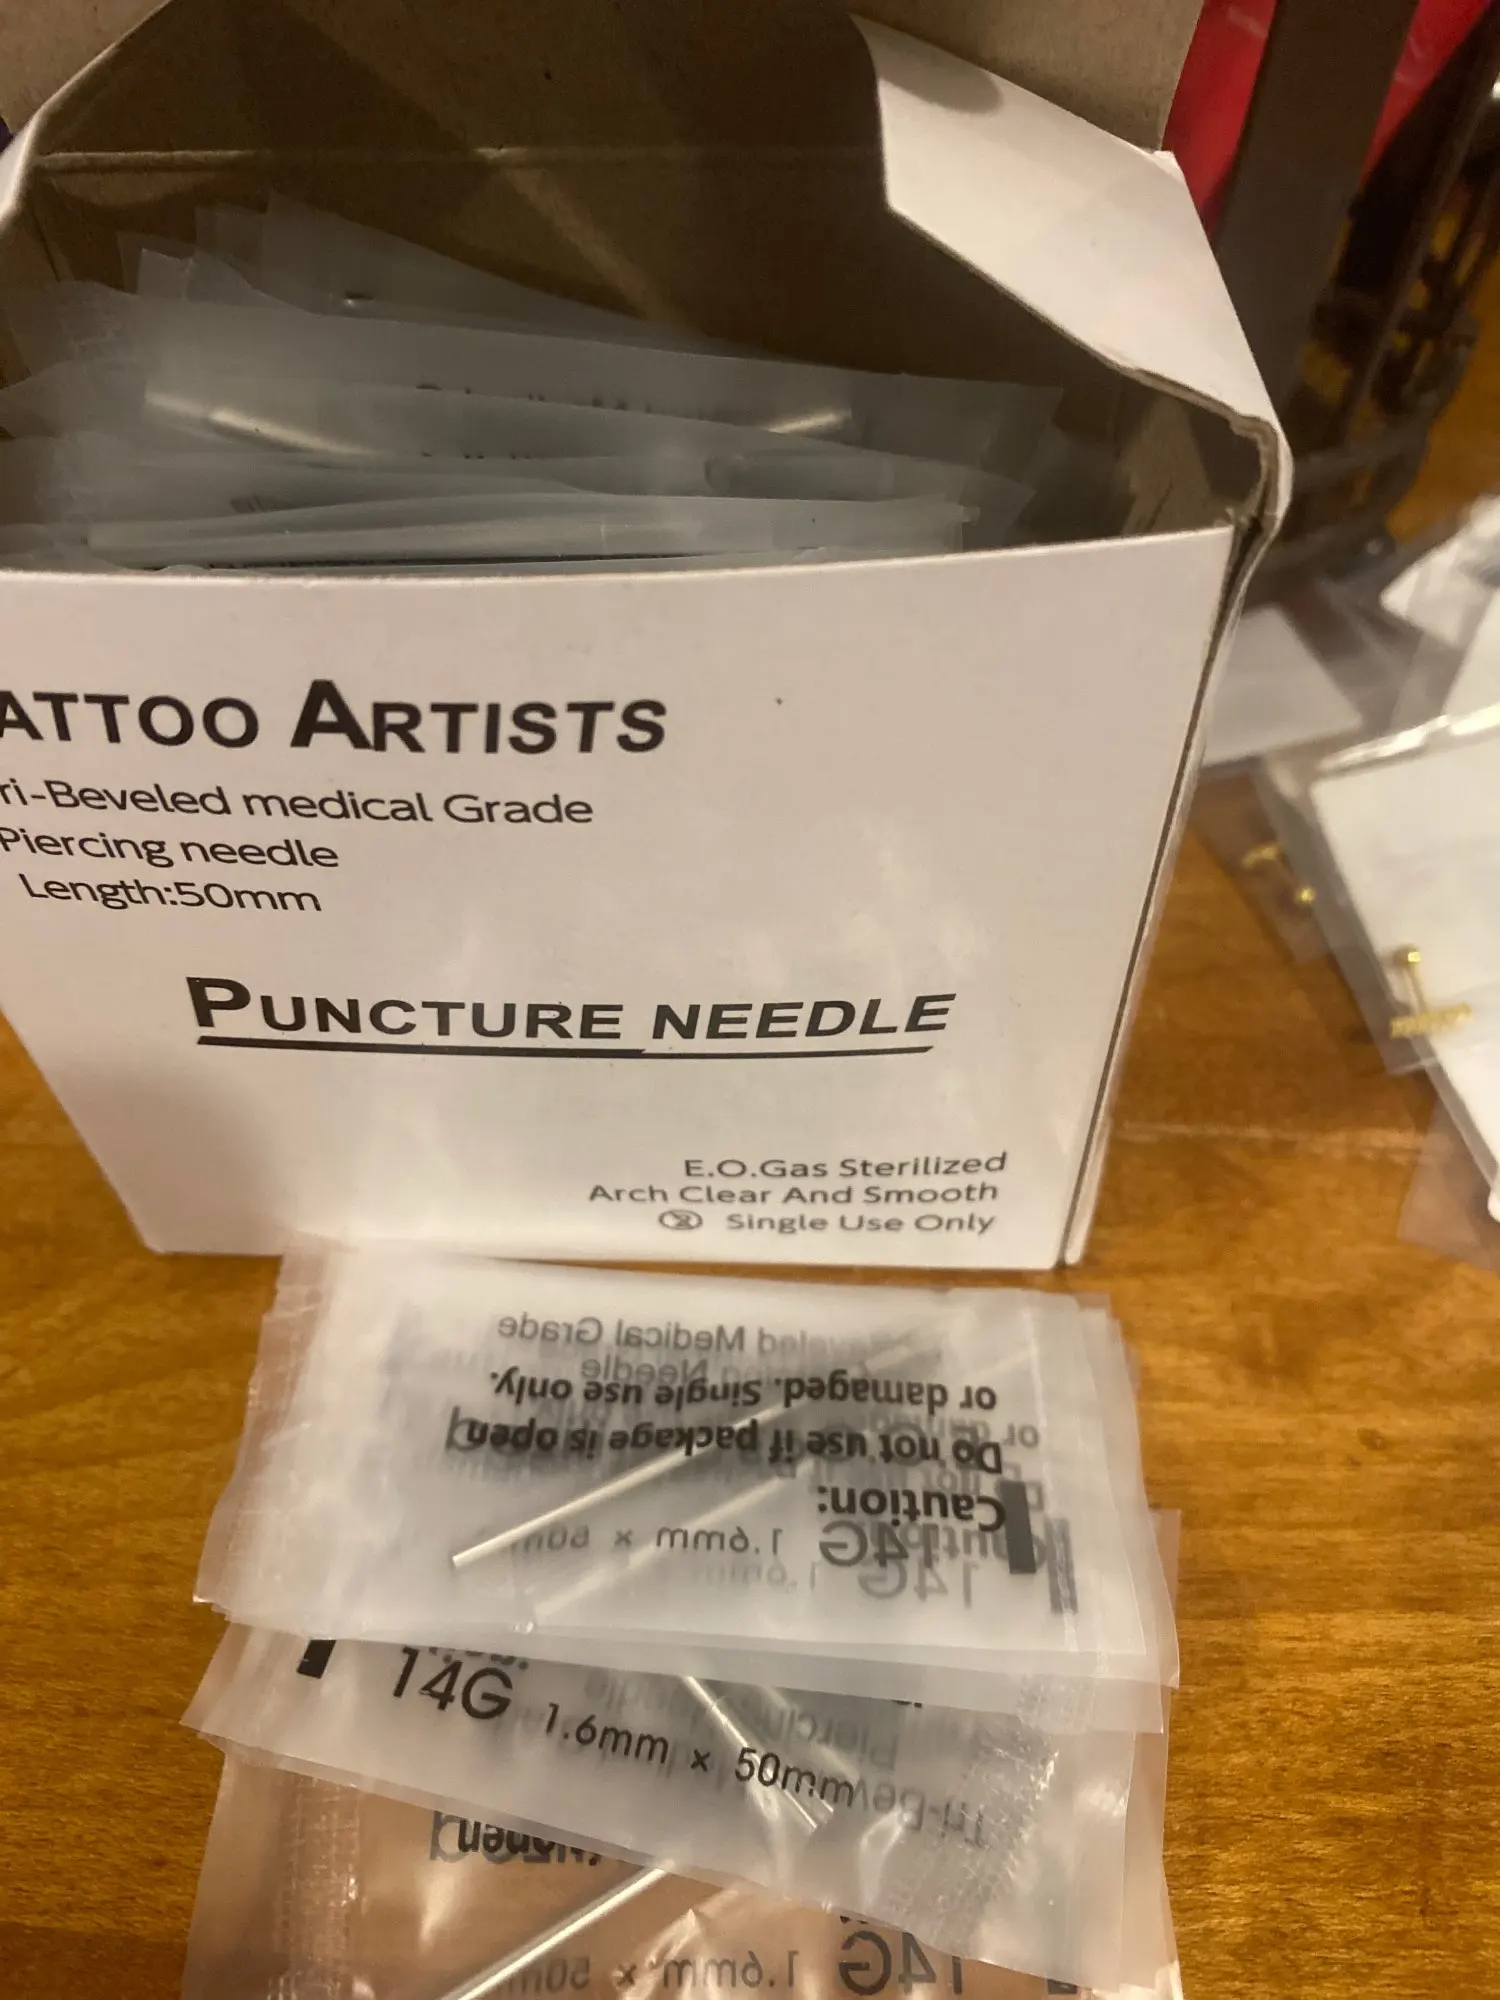 ATTOO ARTISTS
ri-Beveled medical Grade
Piercing needle
Length:50mm
PUNCTURE NEEDLE
E.O.Gas Sterilized
Arch Clear And Smooth
Single Use Only
Medical Grade
Needle
or damaged. Single use only.
Do not use if package is open
Caution:
14G 1.6mm x
14G 1.6mm x 50mm
14G 1.6mm x